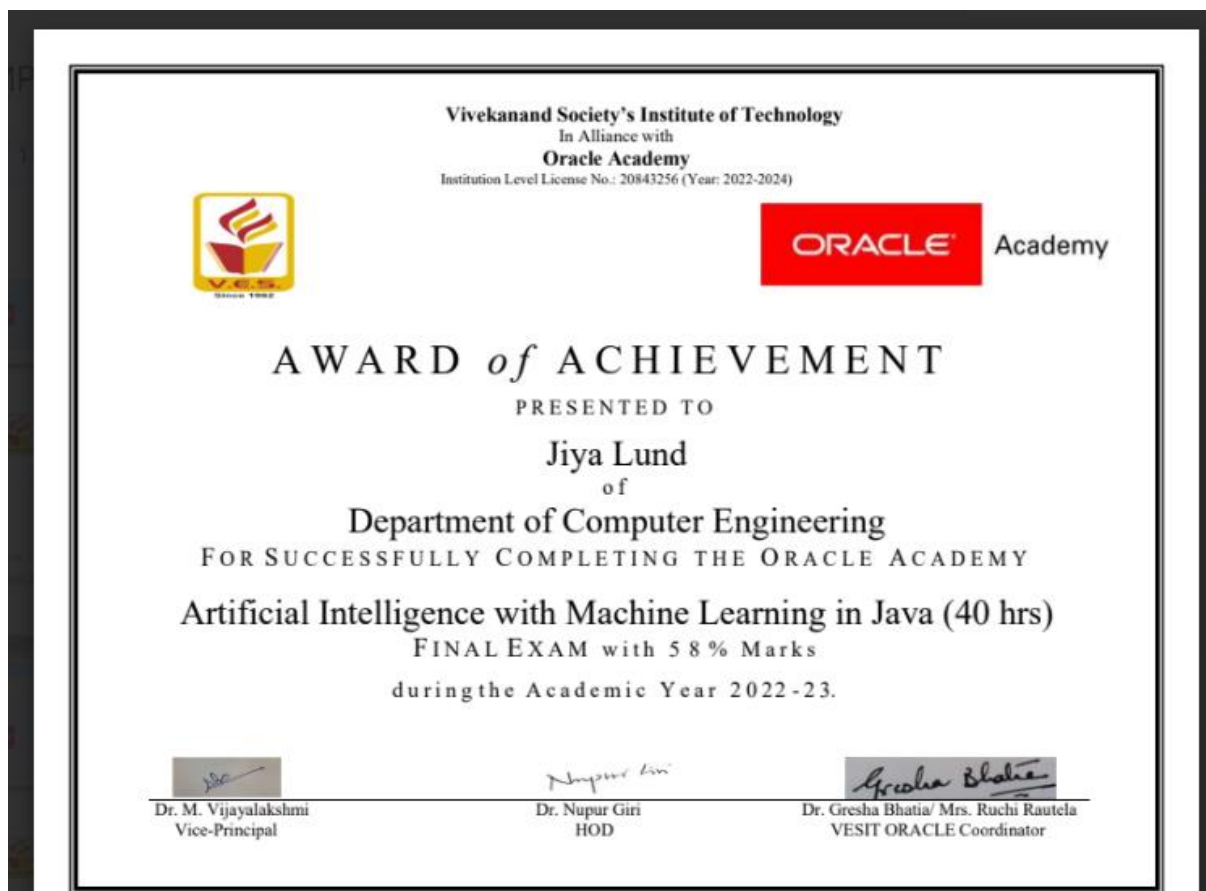 Vivekanand Society's Institute of Technology
In Alliance with
Oracle Academy
Institution Level License No.: 20843256 (Year: 2022-2024)
V.E.S.
Since 1962
ORACLE Academy
AWARD of ACHIEVEMENT
PRESENTED TO
Jiya Lund
of
Department of Computer Engineering
FOR SUCCESSFULLY COMPLETING THE ORACLE ACADEMY
Artificial Intelligence with Machine Learning in Java (40 hrs)
FINAL EXAM with 58% Marks
during the Academic Year 2022-23.
Nupur Giri
Gresha Bhatia
Dr. M. Vijayalakshmi
Dr. Nupur Giri
Dr. Gresha Bhatia/ Mrs. Ruchi Rautela
Vice-Principal
HOD
VESIT ORACLE Coordinator